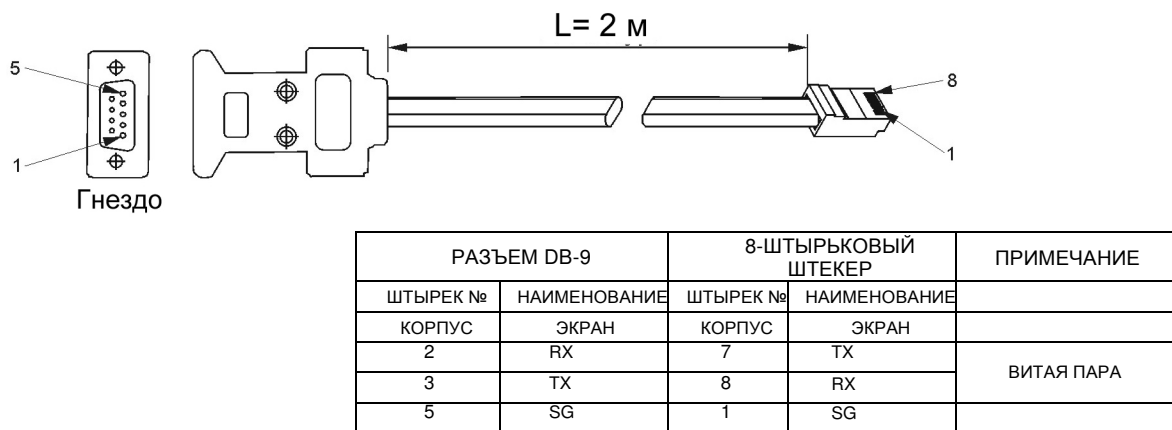 L= 2 м
5
1
Гнездо
8
1
РАЗЪЕМ DB-9 8-ШТЫРЬКОВЫЙ ШТЕКЕР ПРИМЕЧАНИЕ
ШТЫРЕК № НАИМЕНОВАНИЕ ШТЫРЕК № НАИМЕНОВАНИЕ
КОРПУС ЭКРАН КОРПУС ЭКРАН
2 RX 7 TX ВИТАЯ ПАРА
3 TX 8 RX
5 SG 1 SG